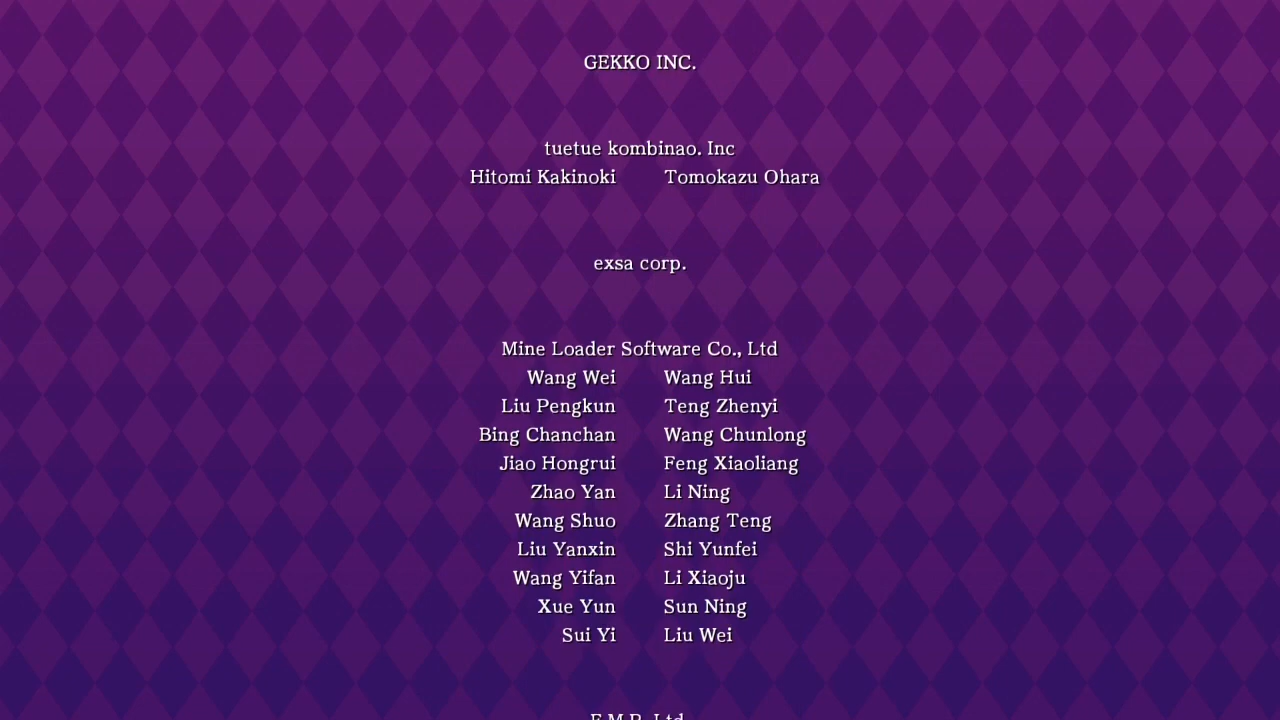 GEKKO INC.
tuetue kombinao. Inc
Hitomi Kakinoki Tomokazu Ohara
exsa corp.
Mine Loader Software Co., Ltd
Wang Wei Wang Hui
Liu Pengkun Teng Zhenyi
Bing Chanchan Wang Chunlong
Jiao Hongrui Feng Xiaoliang
Zhao Yan Li Ning
Wang Shuo Zhang Teng
Liu Yanxin Shi Yunfei
Wang Yifan Li Xiaoju
Xue Yun Sun Ning
Sui Yi Liu Wei